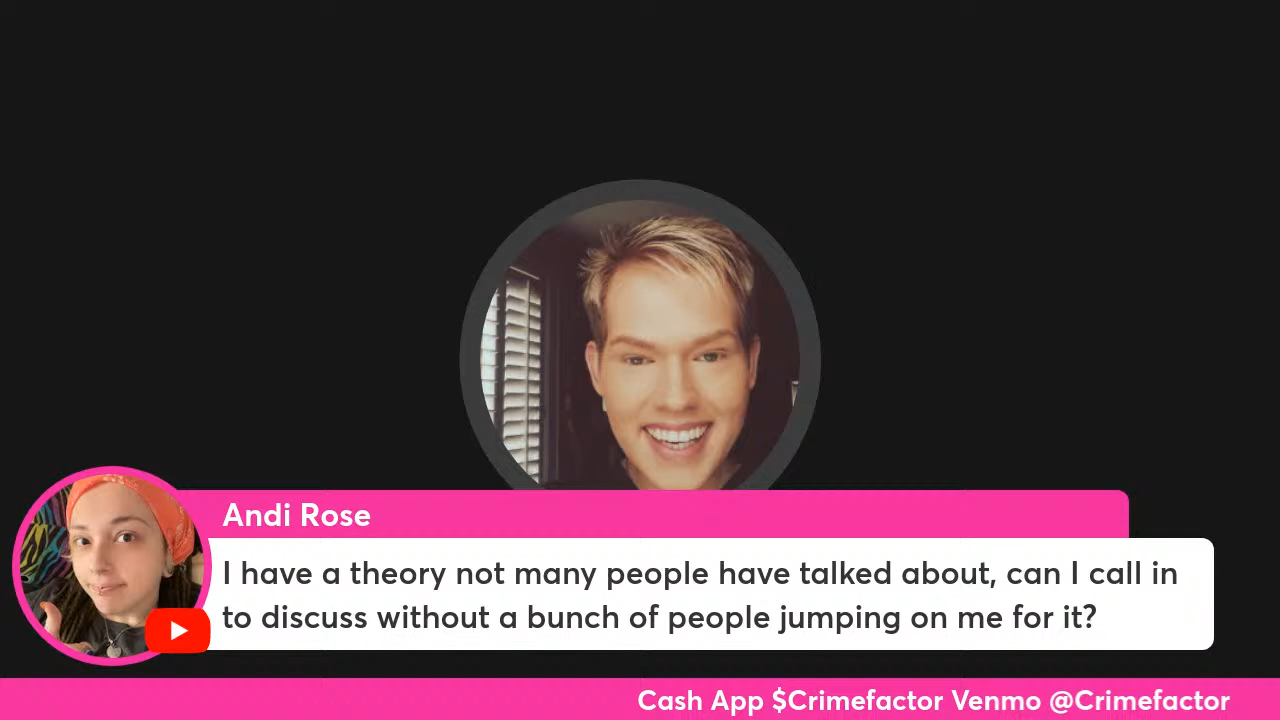 Andi Rose
I have a theory not many people have talked about, can I call in
to discuss without a bunch of people jumping on me for it?
Cash App $Crimefactor Venmo @Crimefactor